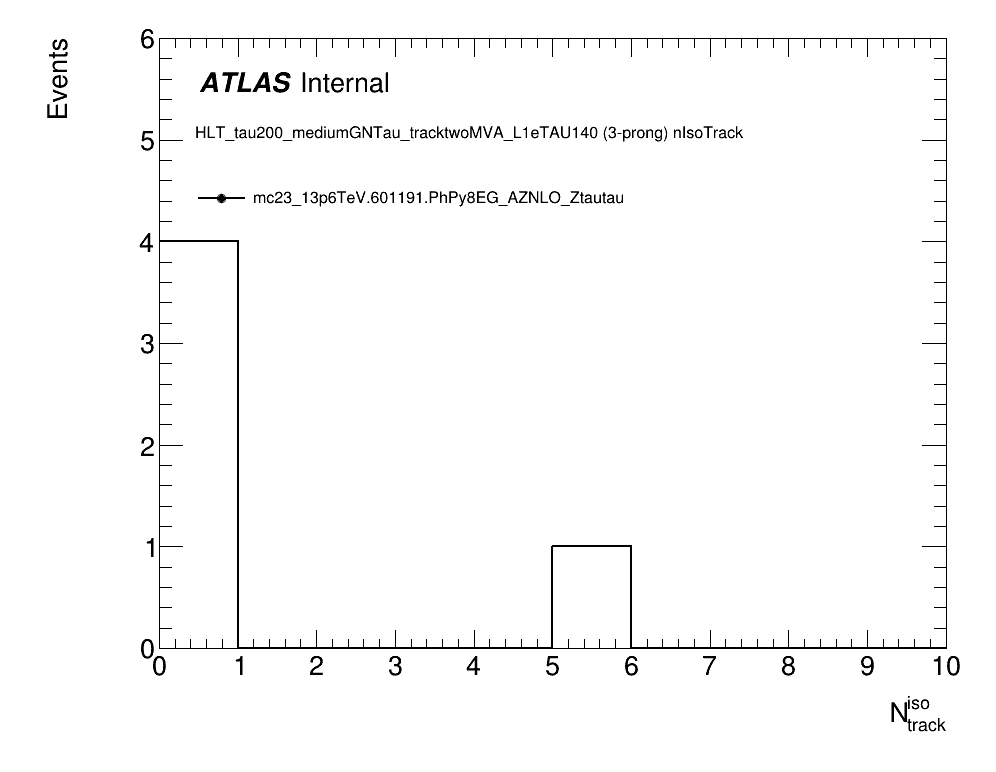 Events
6
5
4
3
2
1
0
ATLAS Internal
HLT_tau200_mediumGNTau_tracktwoMVA_L1eTAU140 (3-prong) nIsoTrack
mc23_13p6TeV.601191.PhPy8EG_AZNLO_Ztautau
0 1 2 3 4 5 6 7 8 9 10
N iso track